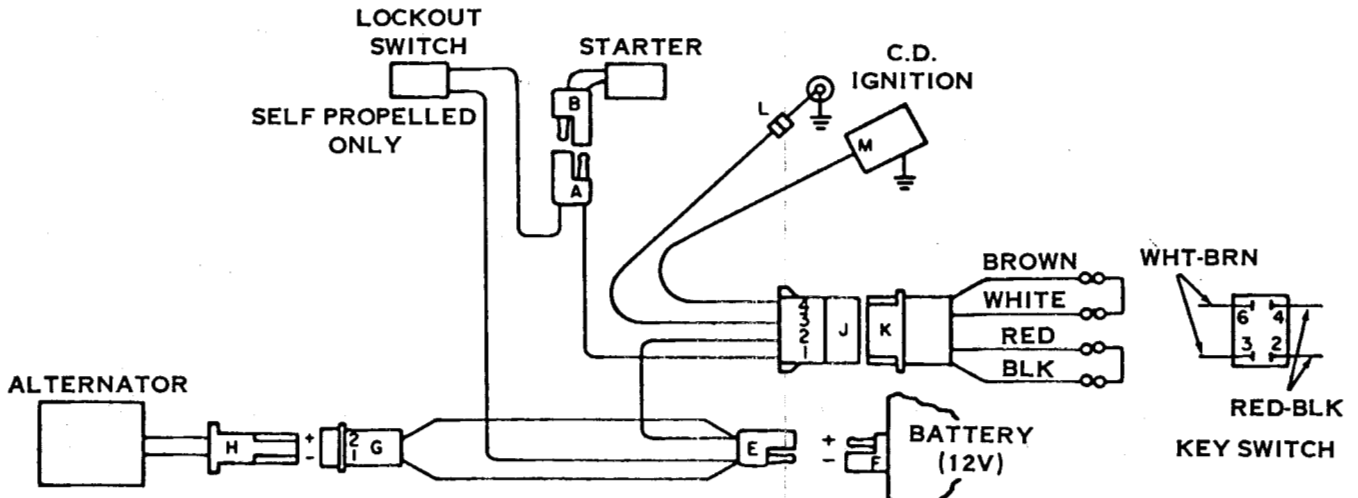 LOCKOUT
SWITCH
SELF PROPELLED
ONLY
STARTER
B
A
C.D.
IGNITION
L
M
BROWN
WHITE
RED
BLK
4
3
2
1
J
K
WHT-BRN
6 4
3 2
RED-BLK
KEY SWITCH
ALTERNATOR
H
+
-
2
1
G
E
+
-
F
BATTERY
(12V)